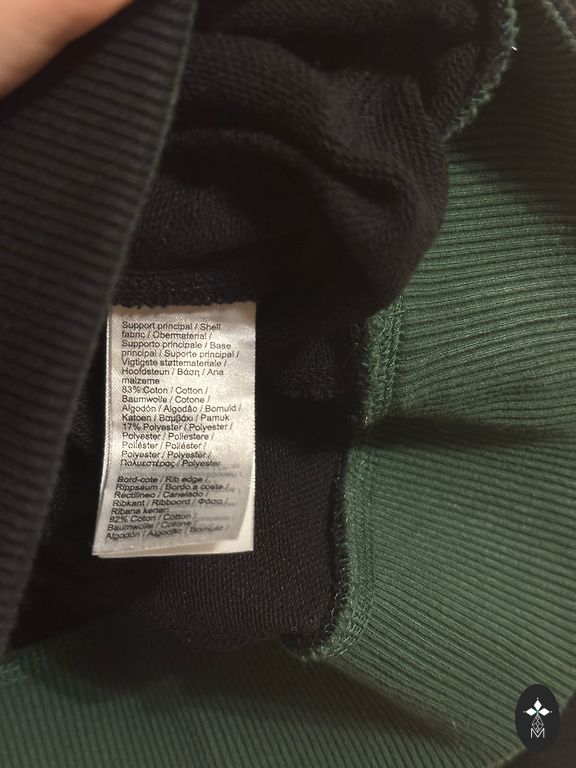 Support principal / Shell
fabric / Obermaterial /
Supporto principale / Base
principal / Suporte principal /
Vigtigste støttemateriale /
Hoofdsteun / Βάση / Ana
malzeme
83% Coton / Cotton /
Baumwolle / Cotone /
Algodón / Algodão / Bomuld /
Katoen / Βαμβάκι / Pamuk
17% Polyester / Polyester /
Polyester / Poliestere /
Poliéster / Poliéster /
Polyester / Polyester /
Πολυεστέρας / Polyester
Bord-cote / Rib edge /
Rippsaum / Bordo a coste /
Rectilíneo / Canelado /
Ribkant / Ribboord / Φάσα /
Ribana kenarı
92% Coton / Cotton /
Baumwolle / Cotone /
Algodón / Algodão / Bomuld /
M